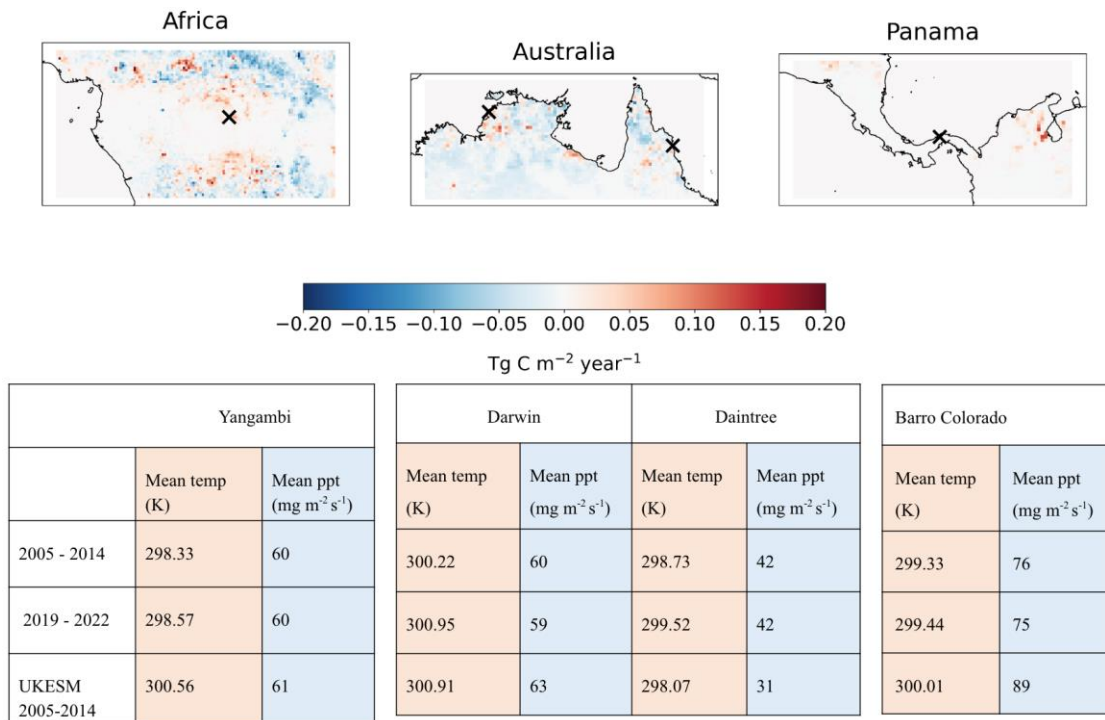 Africa
Australia
Panama
−0.20 −0.15 −0.10 −0.05 0.00 0.05 0.10 0.15 0.20
Tg C m⁻² year⁻¹
Yangambi
Mean temp
(K)
Mean ppt
(mg m⁻² s⁻¹)
2005 - 2014
298.33
60
2019 - 2022
298.57
60
UKESM
2005-2014
300.56
61
Darwin
Daintree
Mean temp
(K)
Mean ppt
(mg m⁻² s⁻¹)
Mean temp
(K)
Mean ppt
(mg m⁻² s⁻¹)
300.22
60
298.73
42
300.95
59
299.52
42
300.91
63
298.07
31
Barro Colorado
Mean temp
(K)
Mean ppt
(mg m⁻² s⁻¹)
299.33
76
299.44
75
300.01
89